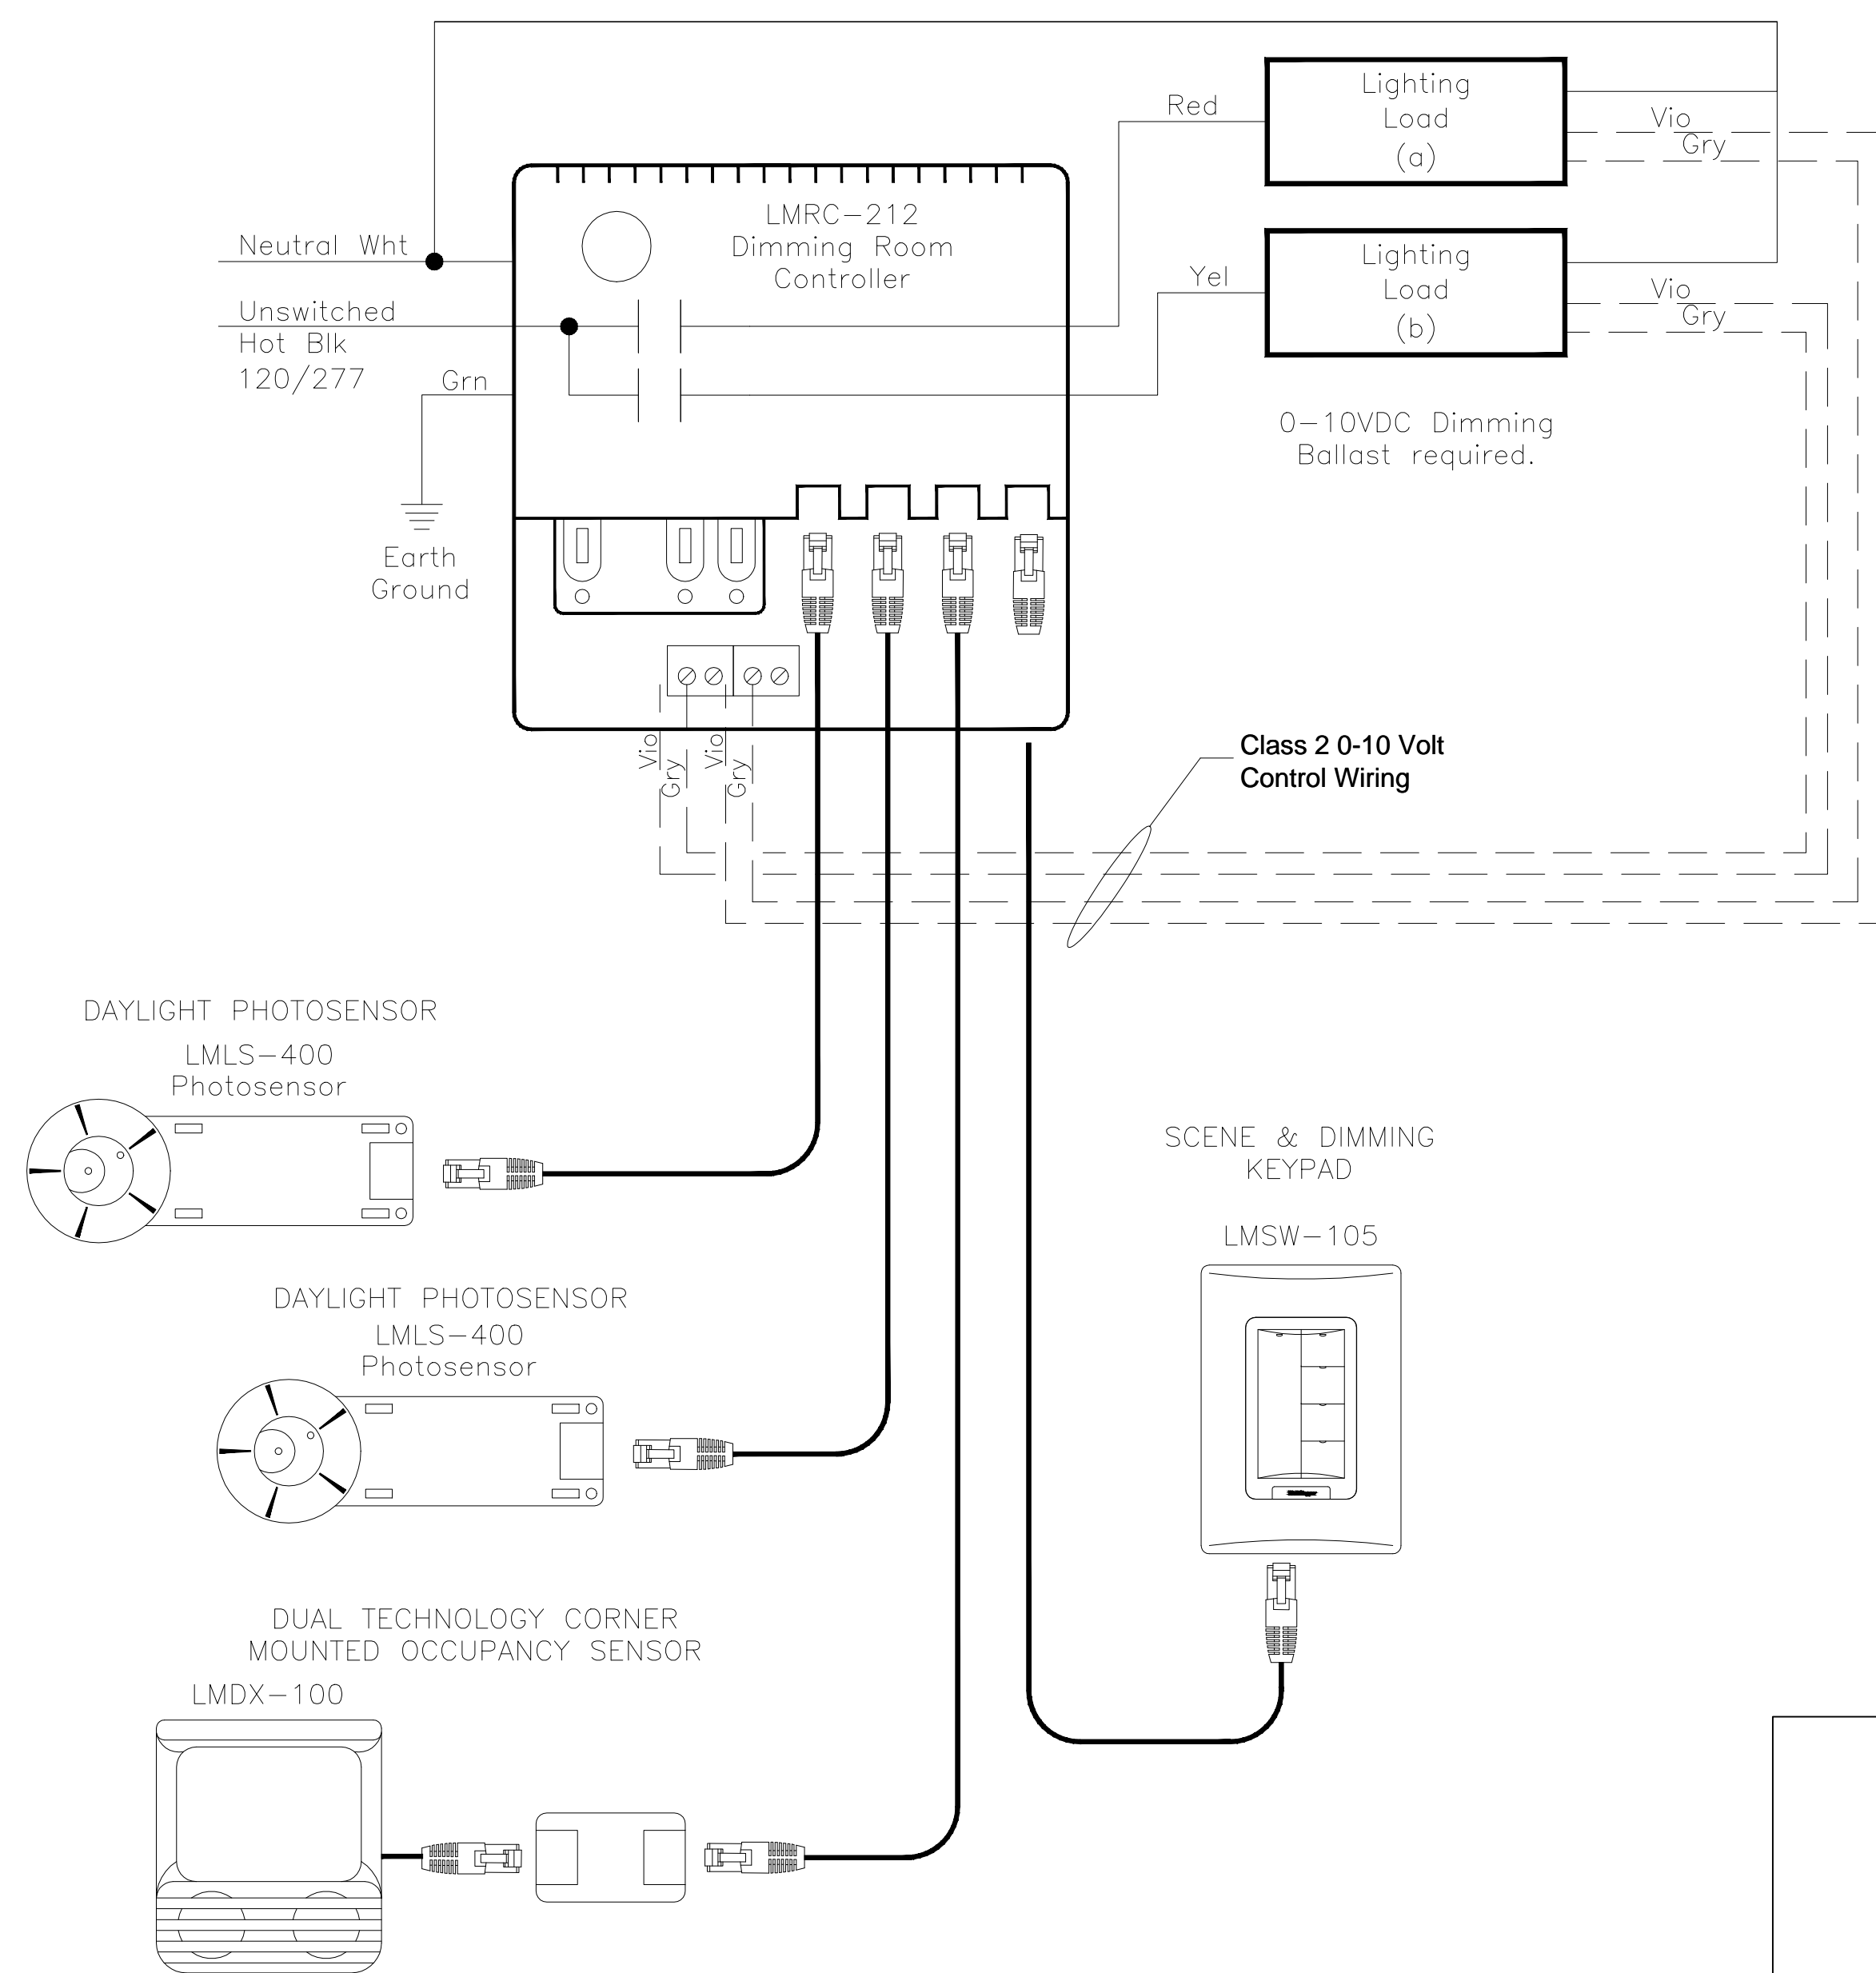 Red
Lighting
Load
(a)
Vio
Gry
LMRC-212
Dimming Room
Controller
Neutral Wht
Yel
Lighting
Load
(b)
Vio
Gry
Unswitched
Hot Blk
120/277
Grn
0-10VDC Dimming
Ballast required.
Earth
Ground
Vio
Gry
Vio
Gry
Class 2 0-10 Volt
Control Wiring
DAYLIGHT PHOTOSENSOR
LMLS-400
Photosensor
SCENE & DIMMING
KEYPAD
LMSW-105
DAYLIGHT PHOTOSENSOR
LMLS-400
Photosensor
DUAL TECHNOLOGY CORNER
MOUNTED OCCUPANCY SENSOR
LMDX-100